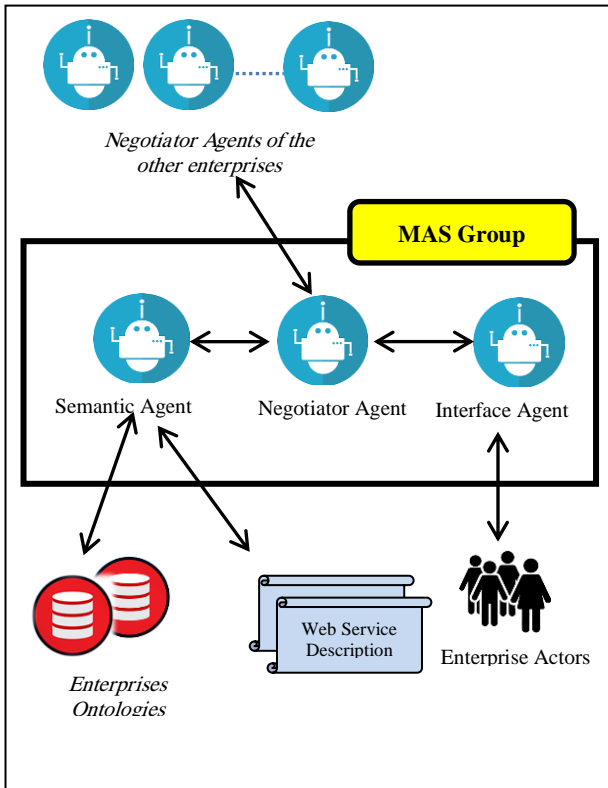 Negotiator Agents of the
other enterprises
MAS Group
Semantic Agent
Negotiator Agent
Interface Agent
Web Service
Description
Enterprise Actors
Enterprises
Ontologies